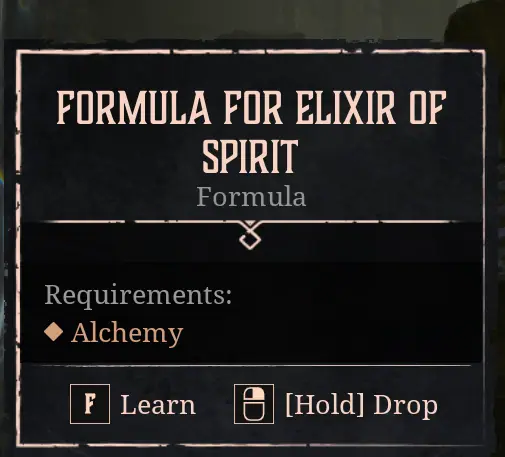 FORMULA FOR ELIXIR OF
SPIRIT
Formula
Requirements:
Alchemy
F Learn [Hold] Drop